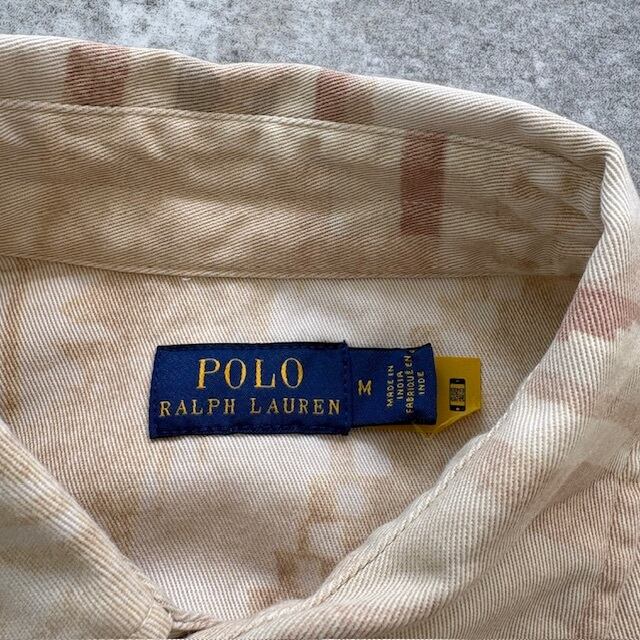 POLO
RALPH LAUREN
M
MADE IN
INDIA
FABRIQUÉ EN
INDE